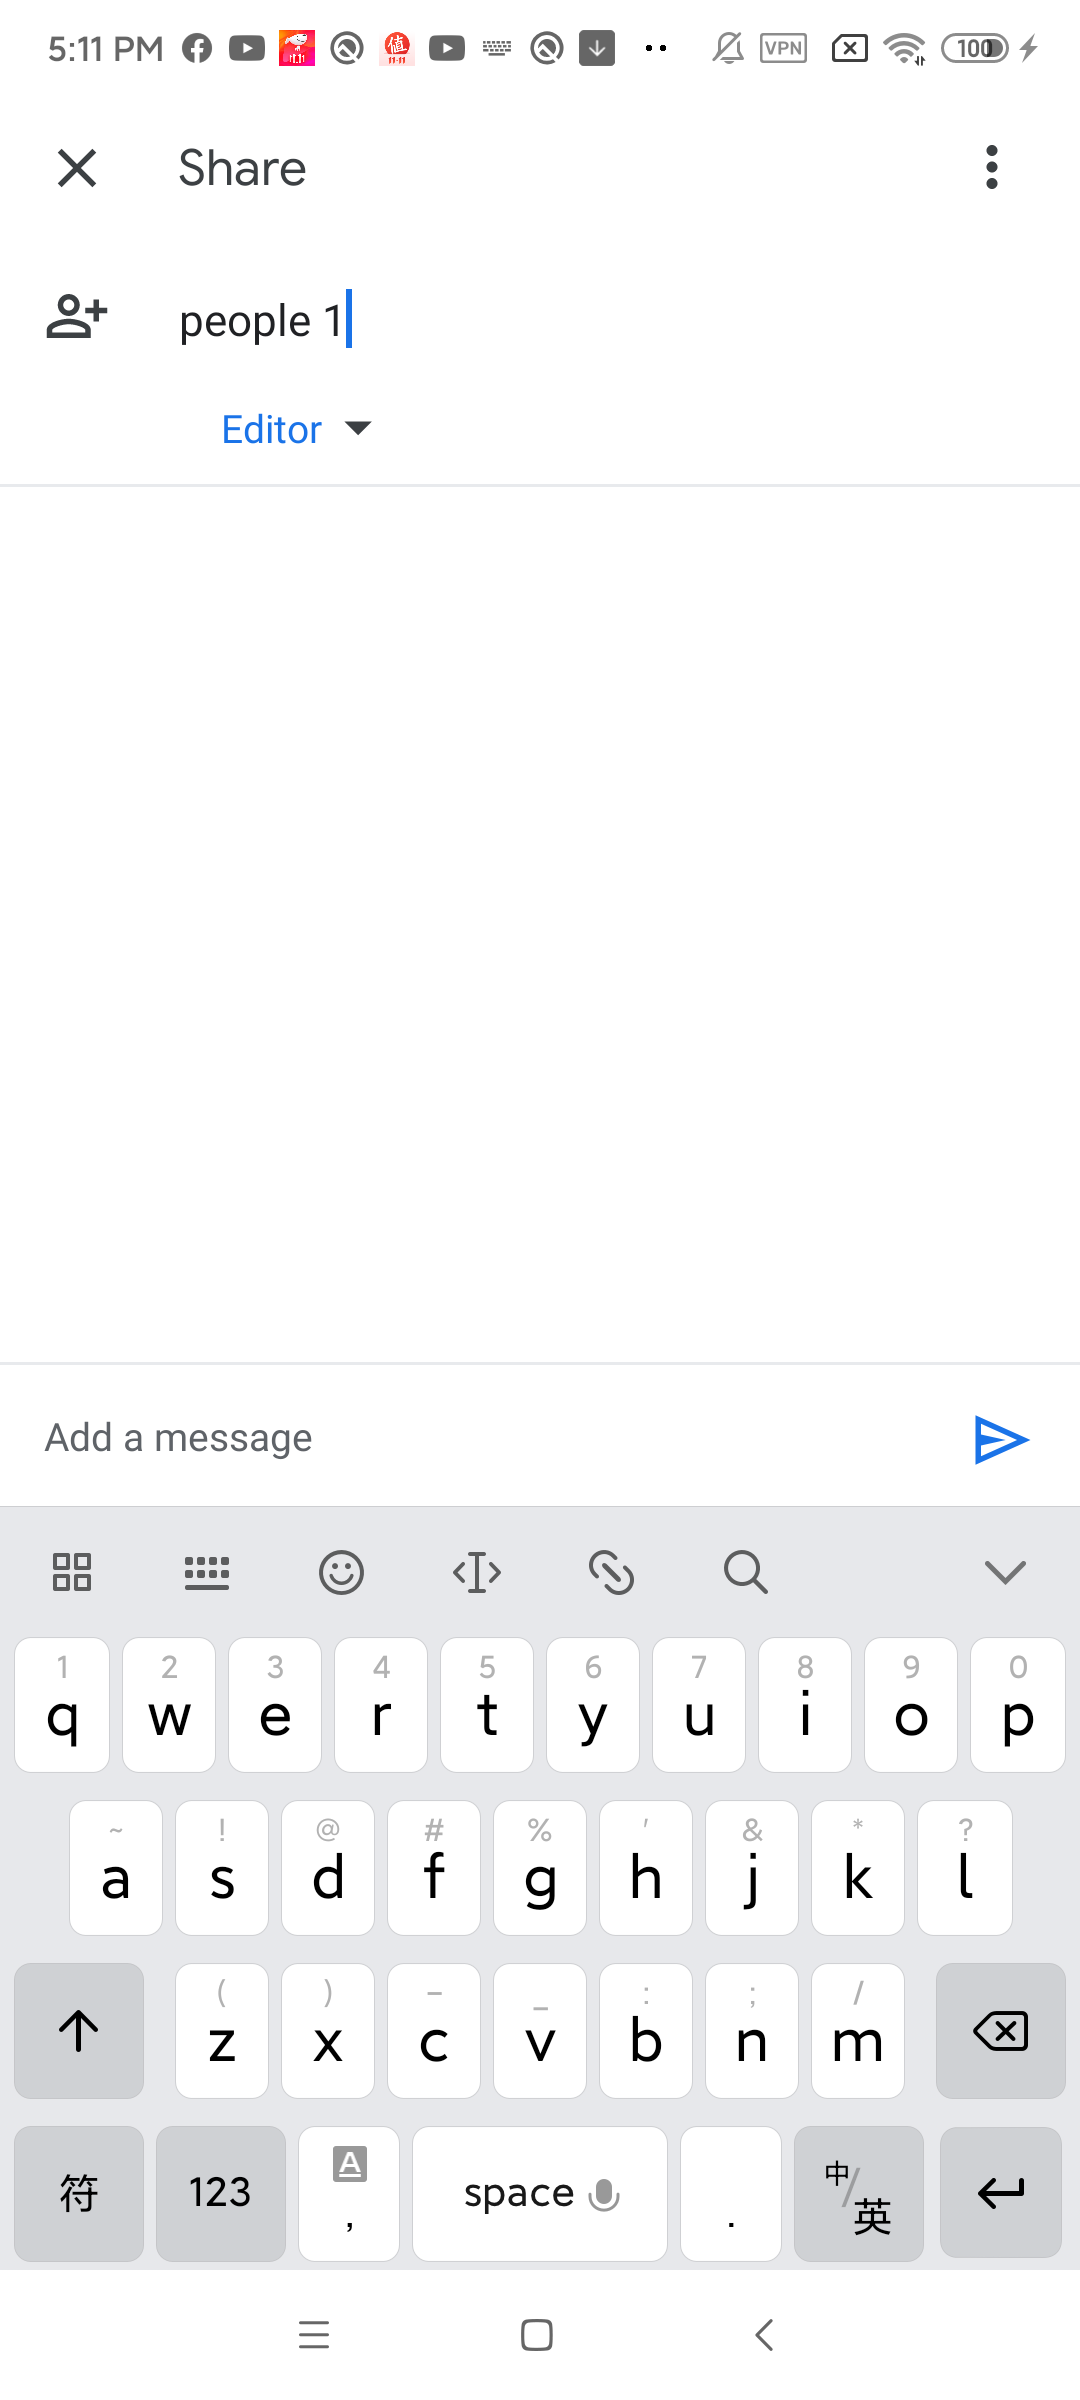 5:11 PM VPN 100
Share
people 1
Editor
Add a message
1 2 3 4 5 6 7 8 9 0
q w e r t y u i o p
~ ! @ # % ' & * ?
a s d f g h j k l
( ) – _ : ; /
z x c v b n m
符 123 A , space . 中/英